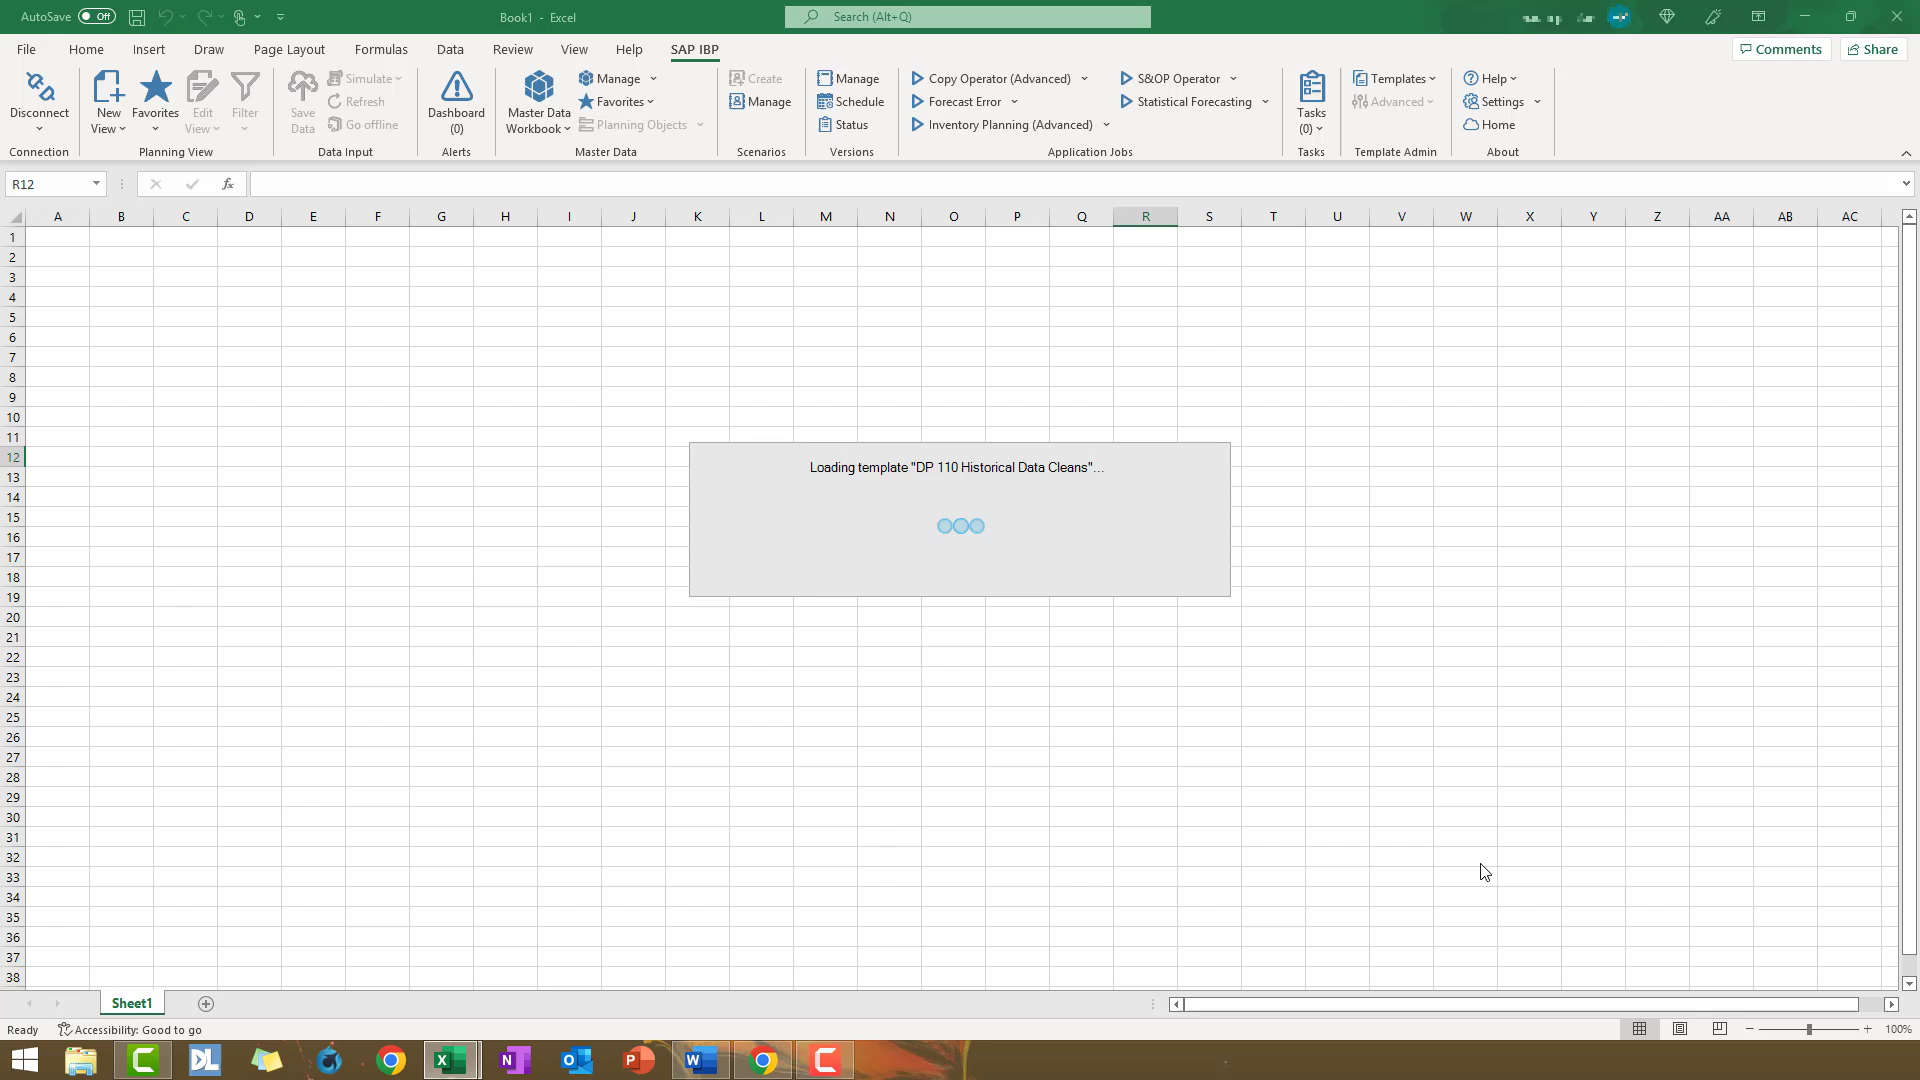 AutoSave Off Book1 - Excel Search (Alt+Q)
File Home Insert Draw Page Layout Formulas Data Review View Help SAP IBP Comments Share
Disconnect
New View
Favorites
Edit View
Filter
Save Data
Simulate
Refresh
Go offline
Dashboard (0)
Master Data Workbook
Manage
Favorites
Planning Objects
Create
Manage
Manage
Schedule
Status
Copy Operator (Advanced)
Forecast Error
Inventory Planning (Advanced)
S&OP Operator
Statistical Forecasting
Tasks (0)
Templates
Advanced
Help
Settings
Home
Connection Planning View Data Input Alerts Master Data Scenarios Versions Application Jobs Tasks Template Admin About
R12 fx
A B C D E F G H I J K L M N O P Q R S T U V W X Y Z AA AB AC
1
2
3
4
5
6
7
8
9
10
11
12
13
14
15
16
17
18
19
20
21
22
23
24
25
26
27
28
29
30
31
32
33
34
35
36
37
38
Loading template "DP 110 Historical Data Cleans"...
Sheet1
Ready Accessibility: Good to go 100%
DL N P W